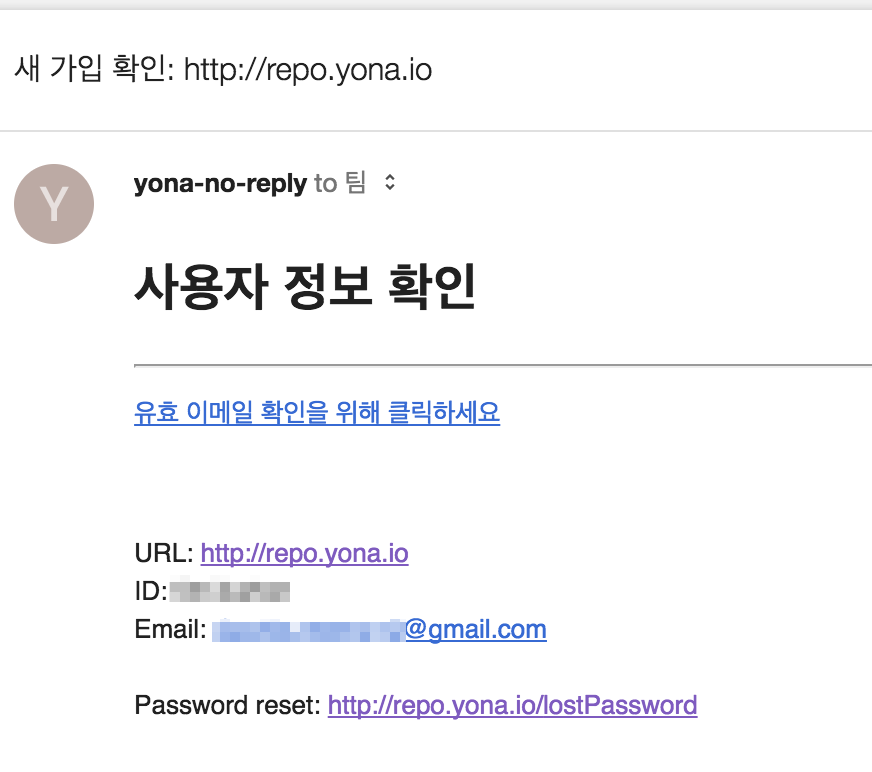 새 가입 확인: http://repo.yona.io
Y
yona-no-reply to 팀
사용자 정보 확인
유효 이메일 확인을 위해 클릭하세요
URL: http://repo.yona.io
ID:
Email: @gmail.com
Password reset: http://repo.yona.io/lostPassword